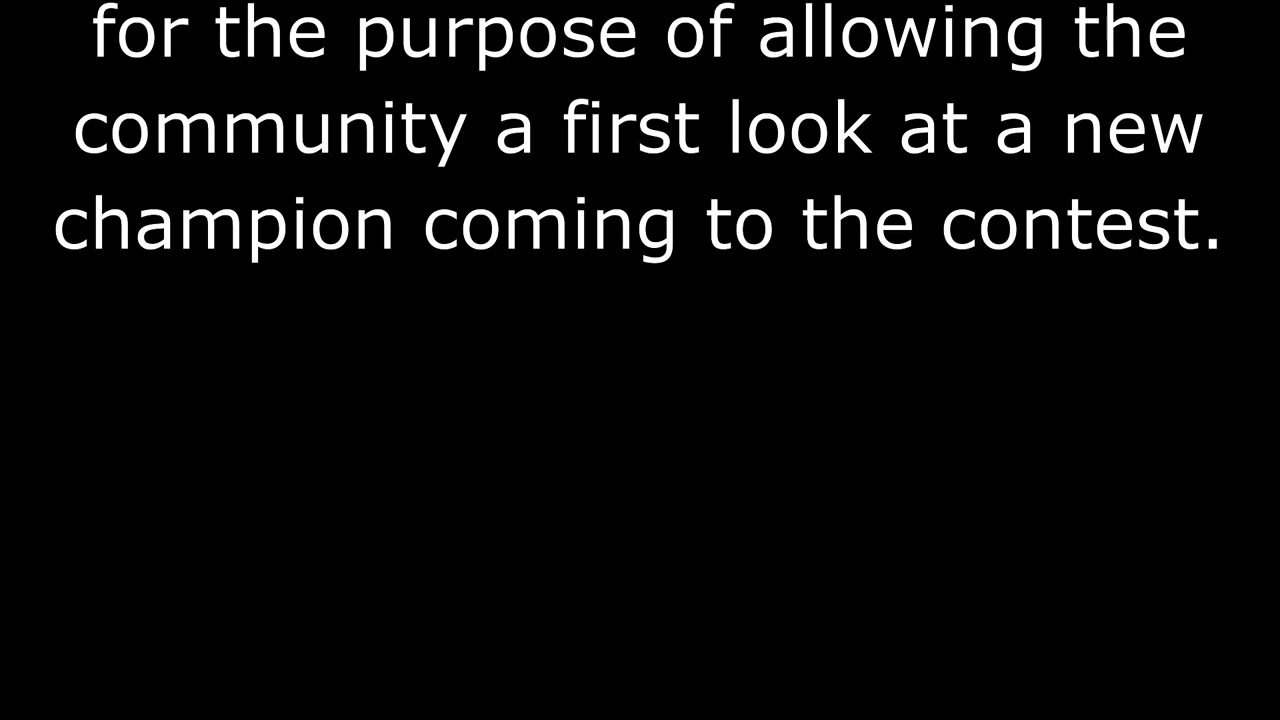 for the purpose of allowing the
community a first look at a new
champion coming to the contest.